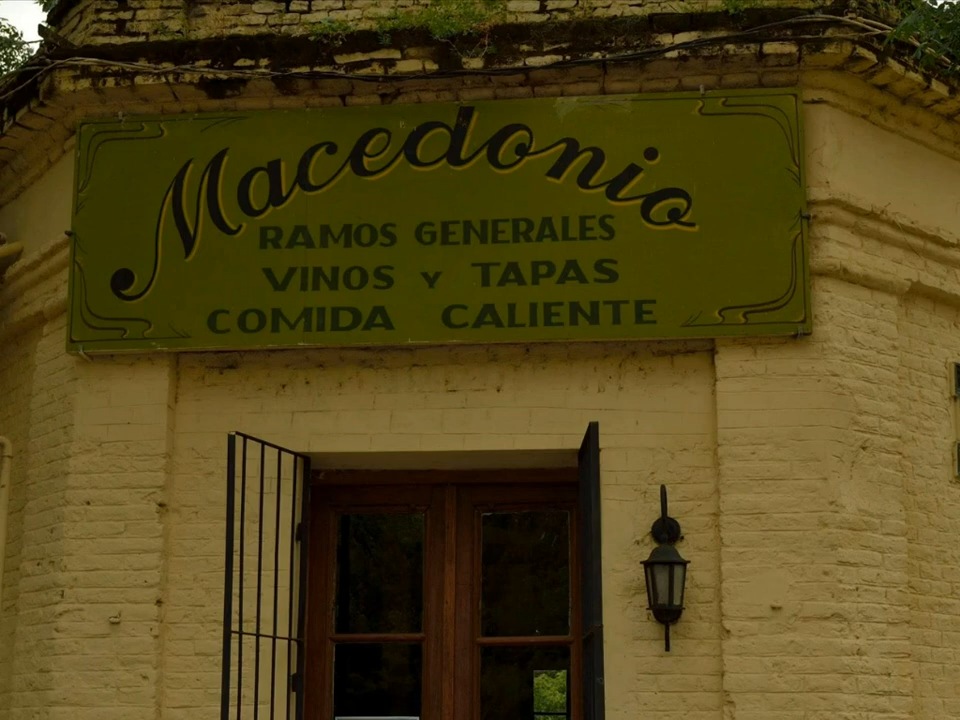 Macedonio
RAMOS GENERALES
VINOS Y TAPAS
COMIDA CALIENTE